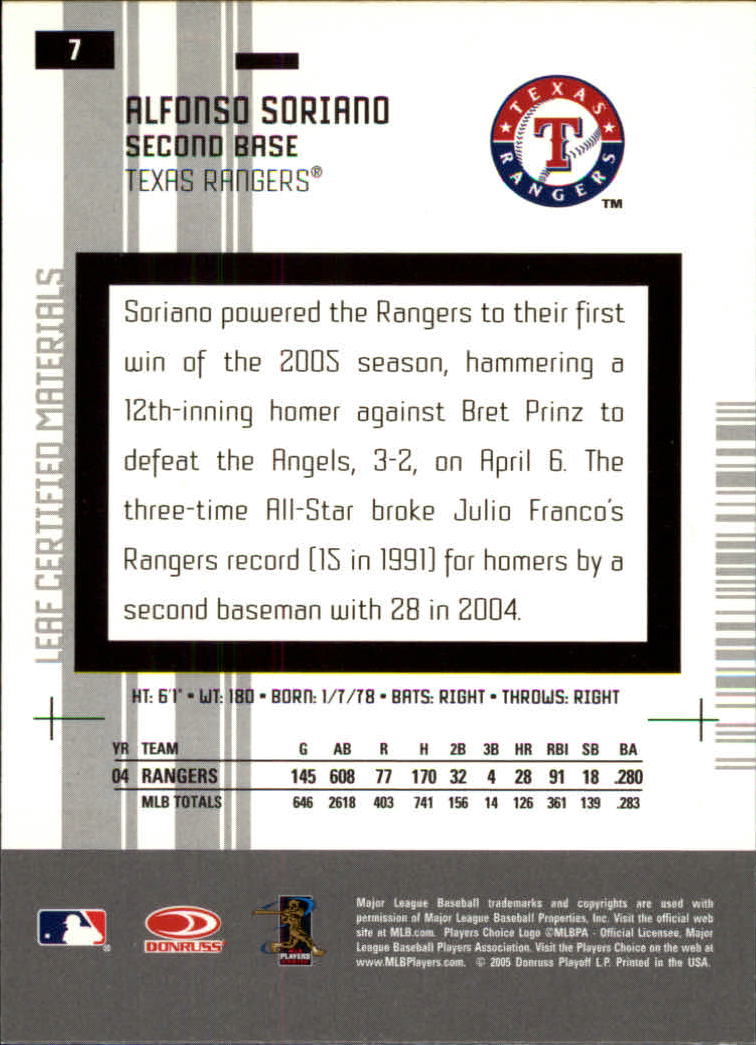 7
ALFONSO SORIANO
SECOND BASE
TEXAS RANGERS®
TEXAS
T
RANGERS
TM
LEAF CERTIFIED MATERIALS
Soriano powered the Rangers to their first
win of the 2005 season, hammering a
12th-inning homer against Bret Prinz to
defeat the Angels, 3-2, on April 6. The
three-time All-Star broke Julio Franco's
Rangers record (15 in 1991) for homers by a
second baseman with 28 in 2004.
HT: 6'1" • WT: 180 • BORN: 1/7/78 • BATS: RIGHT • THROWS: RIGHT
YR TEAM G AB R H 2B 3B HR RBI SB BA
04 RANGERS 145 608 77 170 32 4 28 91 18 .280
MLB TOTALS 646 2618 403 741 156 14 126 361 139 .283
®
DONRUSS
PLAYERS
Major League Baseball trademarks and copyrights are used with
permission of Major League Baseball Properties, Inc. Visit the official web
site at MLB.com. Players Choice Logo ©MLBPA - Official Licensee, Major
League Baseball Players Association. Visit the Players Choice on the web at
www.MLBPlayers.com. © 2005 Donruss Playoff L.P. Printed in the USA.